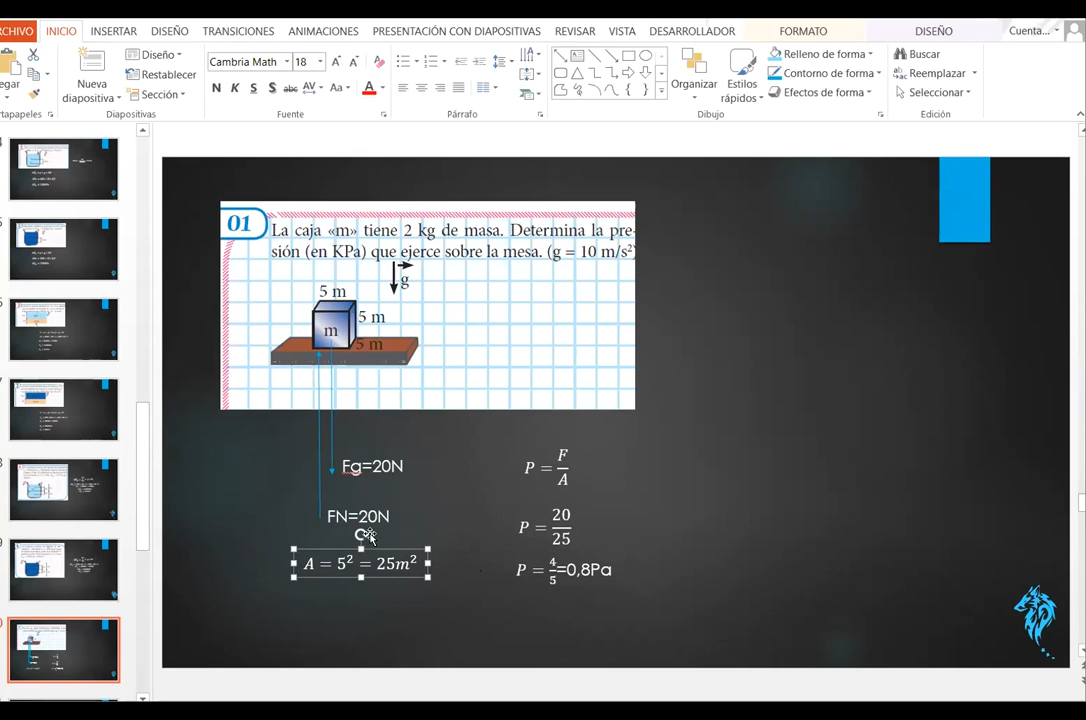 ARCHIVO INICIO INSERTAR DISEÑO TRANSICIONES ANIMACIONES PRESENTACIÓN CON DIAPOSITIVAS REVISAR VISTA DESARROLLADOR FORMATO DISEÑO Cuenta...
Diseño
Restablecer
Sección
Nueva
diapositiva
Cambria Math 18
N K S S abc AV Aa A
Organizar
Estilos
rápidos
Relleno de forma
Contorno de forma
Efectos de forma
Buscar
Reemplazar
Seleccionar
Diapositivas Fuente Párrafo Dibujo Edición
01
La caja «m» tiene 2 kg de masa. Determina la pre-
sión (en KPa) que ejerce sobre la mesa. (g = 10 m/s²)
g
5 m
5 m
m
5 m
Fg=20N
FN=20N
A = 5² = 25m²
P = F/A
P = 20/25
P = 4/5=0,8Pa